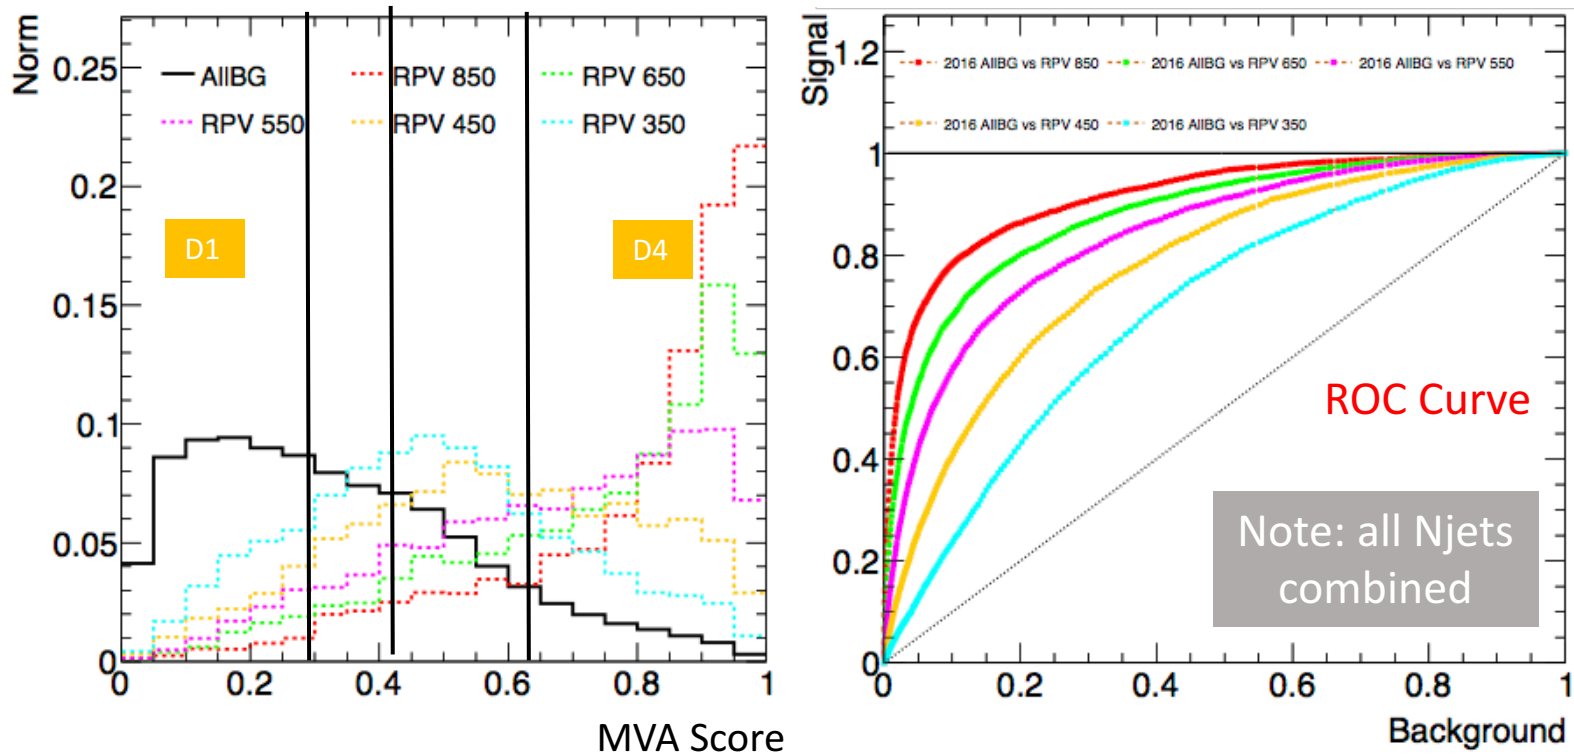 Norm
0.25
0.2
0.15
0.1
0.05
0
AllBG
RPV 850
RPV 650
RPV 550
RPV 450
RPV 350
D1
D4
0 0.2 0.4 0.6 0.8 1
MVA Score
Signal
1.2
1
0.8
0.6
0.4
0.2
0
2016 AllBG vs RPV 850
2016 AllBG vs RPV 650
2016 AllBG vs RPV 550
2016 AllBG vs RPV 450
2016 AllBG vs RPV 350
ROC Curve
Note: all Njets
combined
0 0.2 0.4 0.6 0.8 1
Background